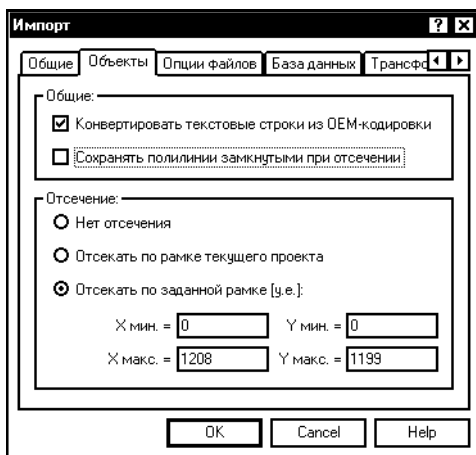 Импорт
Общие Объекты Опции файлов База данных Трансфо
Общие:
Конвертировать текстовые строки из OEM-кодировки
Сохранять полилинии замкнутыми при отсечении
Отсечение:
Нет отсечения
Отсекать по рамке текущего проекта
Отсекать по заданной рамке [у.е.]:
X мин. = 0 Y мин. = 0
X макс. = 1208 Y макс. = 1199
OK Cancel Help